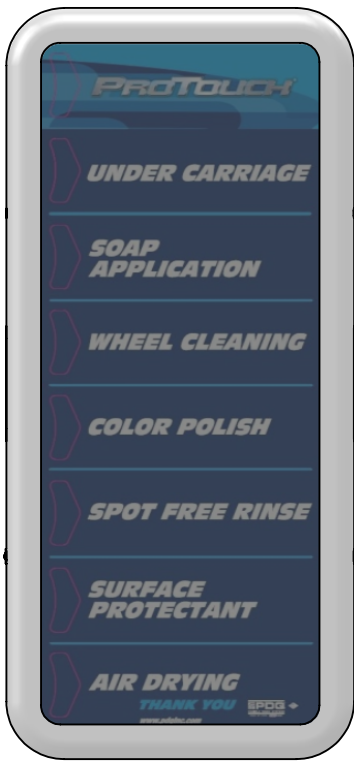 PROTOUCH
UNDER CARRIAGE
SOAP
APPLICATION
WHEEL CLEANING
COLOR POLISH
SPOT FREE RINSE
SURFACE
PROTECTANT
AIR DRYING
THANK YOU